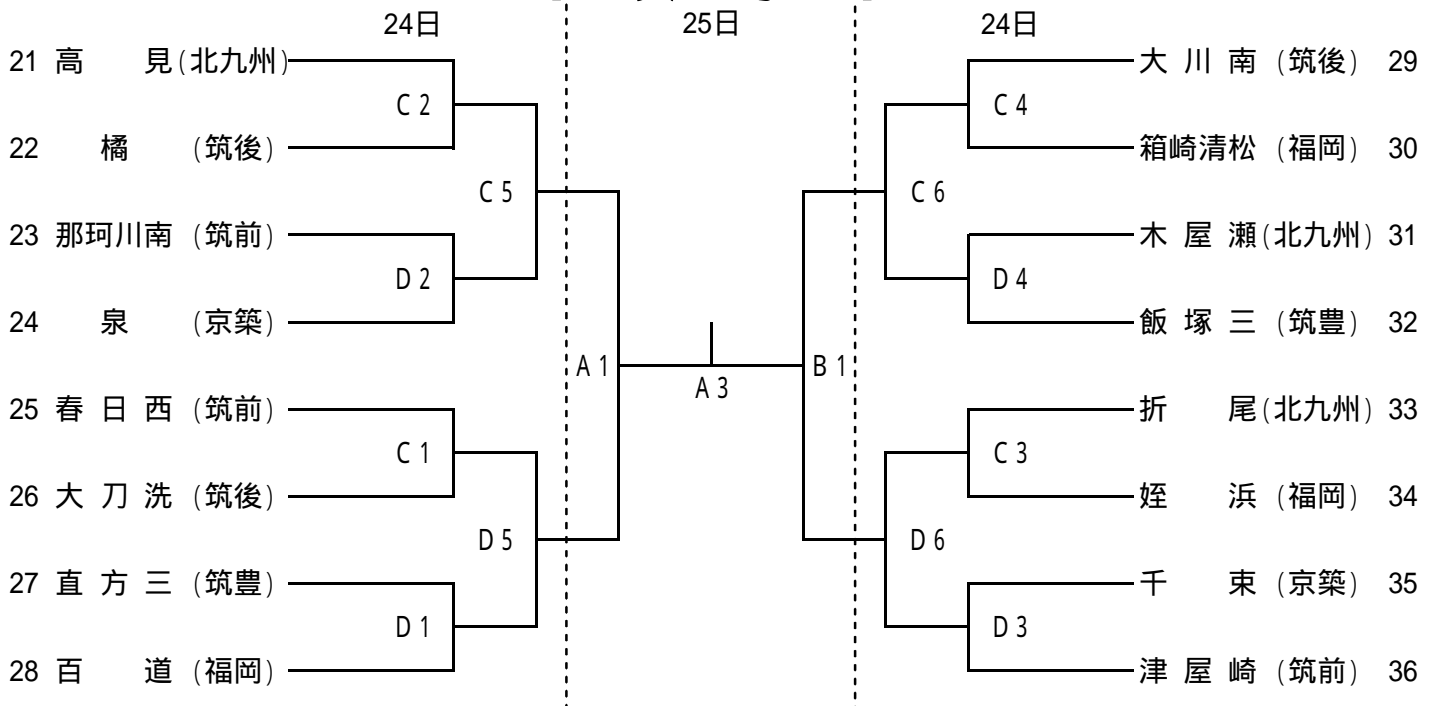 24日 25日 24日
21 高 見(北九州) 大 川 南 (筑後) 29
C 2 C 4
22 橘 (筑後) 箱崎清松 (福岡) 30
C 5 C 6
23 那珂川南 (筑前) 木 屋 瀬(北九州) 31
D 2 D 4
24 泉 (京築) 飯 塚 三 (筑豊) 32
A 1 B 1
A 3
25 春 日 西 (筑前) 折 尾(北九州) 33
C 1 C 3
26 大 刀 洗 (筑後) 姪 浜 (福岡) 34
D 5 D 6
27 直 方 三 (筑豊) 千 束 (京築) 35
D 1 D 3
28 百 道 (福岡) 津 屋 崎 (筑前) 36